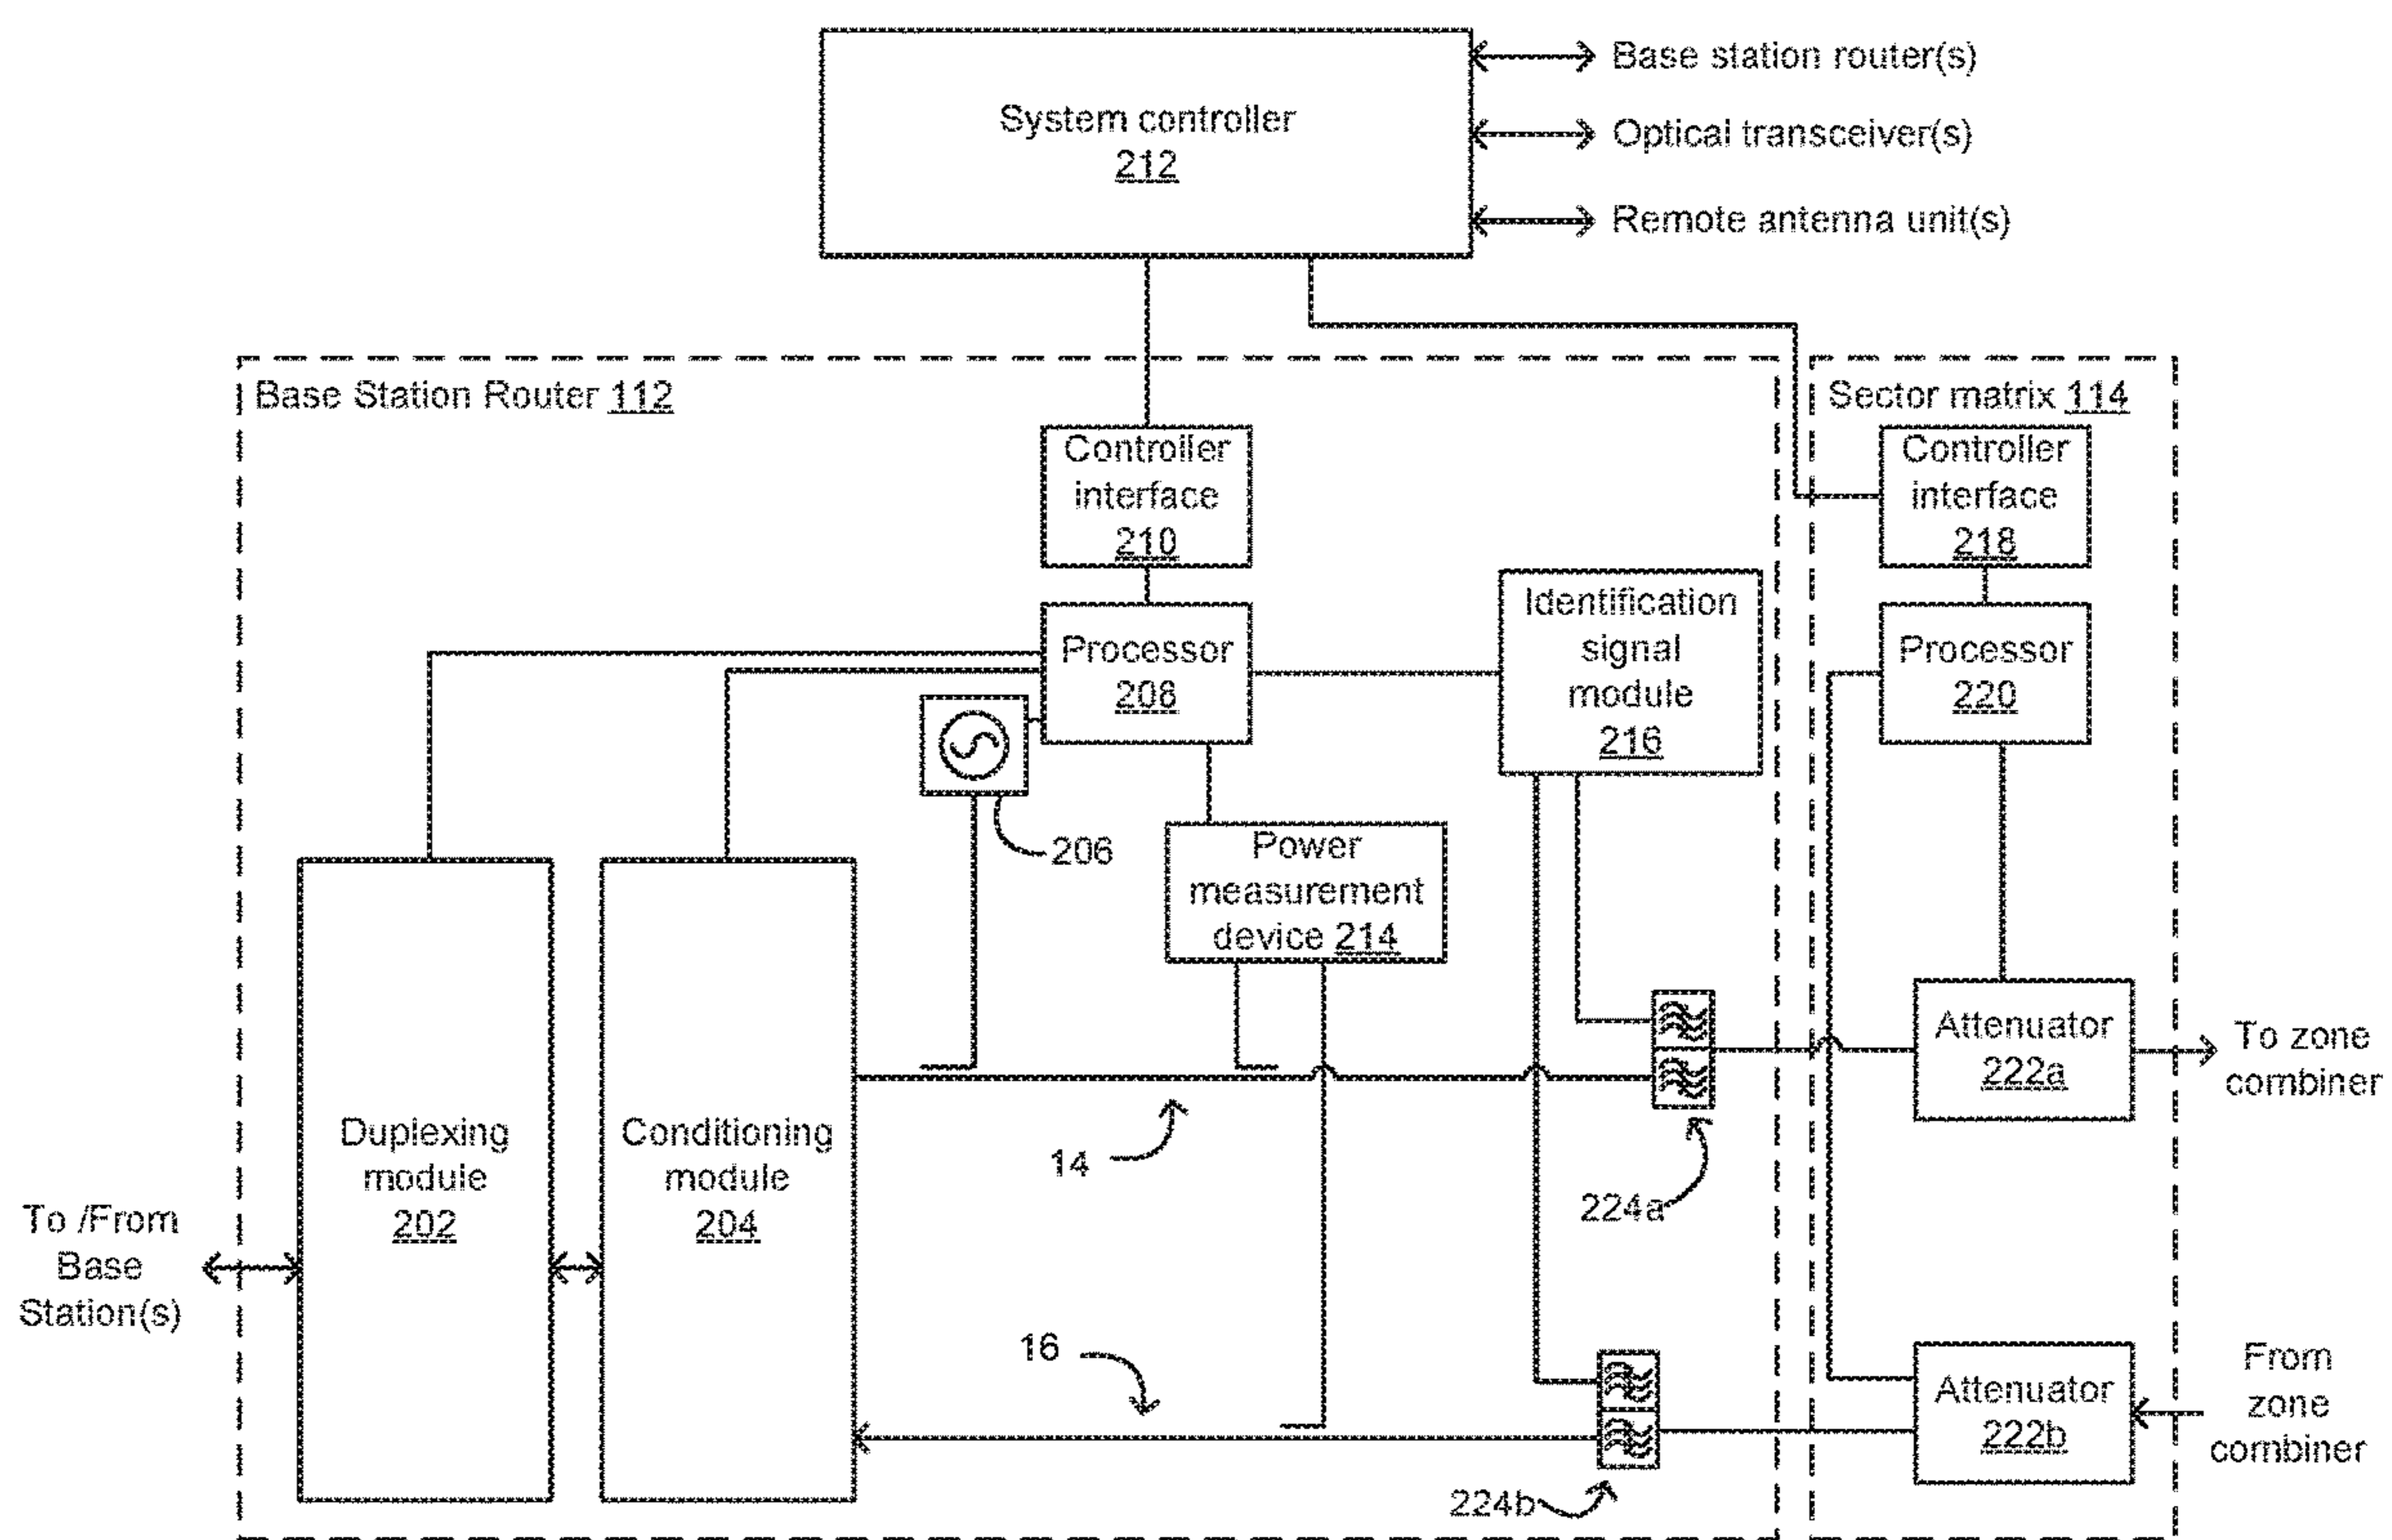 System controller
212
Base station router(s)
Optical transceiver(s)
Remote antenna unit(s)
Base Station Router 112
Sector matrix 114
Controller
interface
210
Controller
interface
218
Processor
208
Identification
signal
module
216
Processor
220
206
Power
measurement
device 214
Attenuator
222a
To zone
combiner
Duplexing
module
202
Conditioning
module
204
14
224a
To /From
Base
Station(s)
16
Attenuator
222b
From
zone
combiner
224b